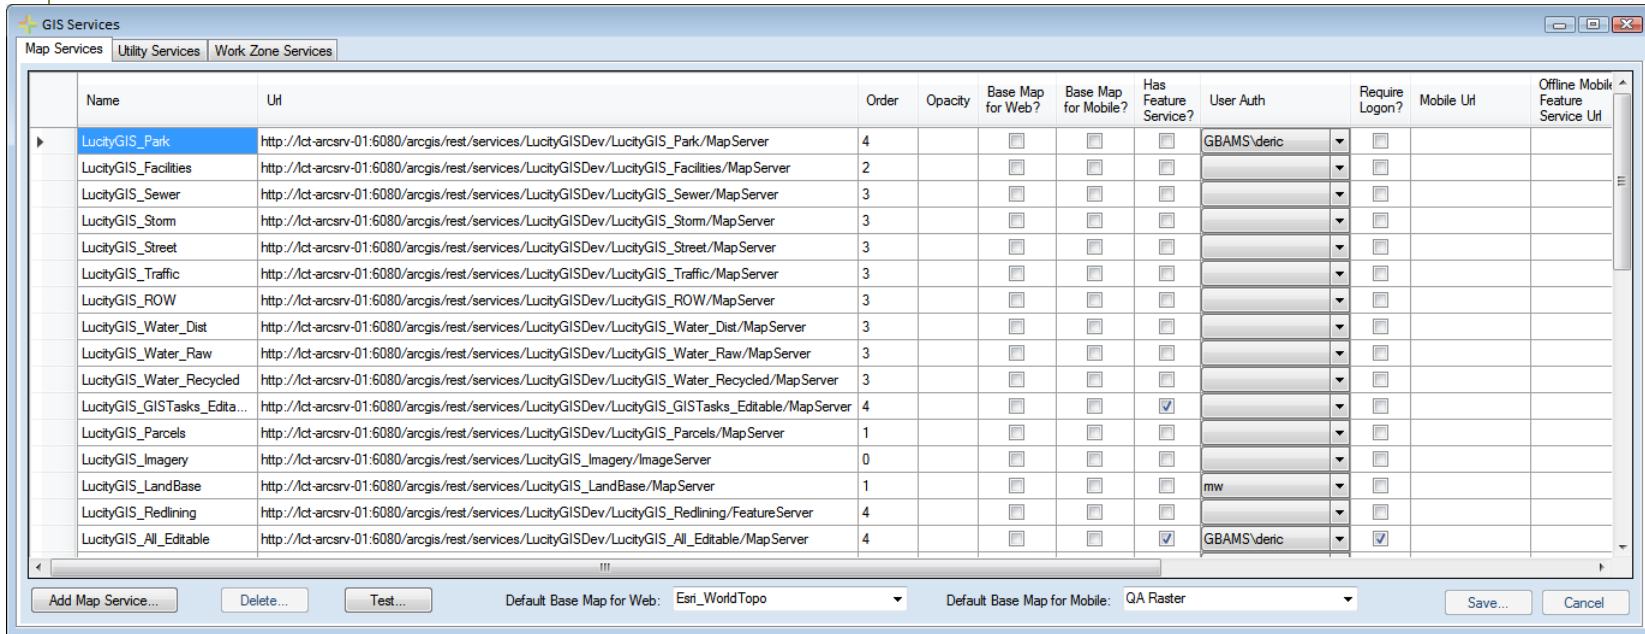 GIS Services
Map Services Utility Services Work Zone Services
Name Url Order Opacity Base Map for Web? Base Map for Mobile? Has Feature Service? User Auth Require Logon? Mobile Url Offline Mobile Feature Service Url
LucityGIS_Park http://lct-arcsrv-01:6080/arcgis/rest/services/LucityGISDev/LucityGIS_Park/MapServer 4 GBAMS\deric
LucityGIS_Facilities http://lct-arcsrv-01:6080/arcgis/rest/services/LucityGISDev/LucityGIS_Facilities/MapServer 2
LucityGIS_Sewer http://lct-arcsrv-01:6080/arcgis/rest/services/LucityGISDev/LucityGIS_Sewer/MapServer 3
LucityGIS_Storm http://lct-arcsrv-01:6080/arcgis/rest/services/LucityGISDev/LucityGIS_Storm/MapServer 3
LucityGIS_Street http://lct-arcsrv-01:6080/arcgis/rest/services/LucityGISDev/LucityGIS_Street/MapServer 3
LucityGIS_Traffic http://lct-arcsrv-01:6080/arcgis/rest/services/LucityGISDev/LucityGIS_Traffic/MapServer 3
LucityGIS_ROW http://lct-arcsrv-01:6080/arcgis/rest/services/LucityGISDev/LucityGIS_ROW/MapServer 3
LucityGIS_Water_Dist http://lct-arcsrv-01:6080/arcgis/rest/services/LucityGISDev/LucityGIS_Water_Dist/MapServer 3
LucityGIS_Water_Raw http://lct-arcsrv-01:6080/arcgis/rest/services/LucityGISDev/LucityGIS_Water_Raw/MapServer 3
LucityGIS_Water_Recycled http://lct-arcsrv-01:6080/arcgis/rest/services/LucityGISDev/LucityGIS_Water_Recycled/MapServer 3
LucityGIS_GISTasks_Edita... http://lct-arcsrv-01:6080/arcgis/rest/services/LucityGISDev/LucityGIS_GISTasks_Editable/MapServer 4
LucityGIS_Parcels http://lct-arcsrv-01:6080/arcgis/rest/services/LucityGISDev/LucityGIS_Parcels/MapServer 1
LucityGIS_Imagery http://lct-arcsrv-01:6080/arcgis/rest/services/LucityGIS_Imagery/ImageServer 0
LucityGIS_LandBase http://lct-arcsrv-01:6080/arcgis/rest/services/LucityGIS_LandBase/MapServer 1 mw
LucityGIS_Redlining http://lct-arcsrv-01:6080/arcgis/rest/services/LucityGISDev/LucityGIS_Redlining/FeatureServer 4
LucityGIS_All_Editable http://lct-arcsrv-01:6080/arcgis/rest/services/LucityGISDev/LucityGIS_All_Editable/MapServer 4 GBAMS\deric
Add Map Service... Delete... Test... Default Base Map for Web: Esri_WorldTopo Default Base Map for Mobile: QA Raster Save... Cancel